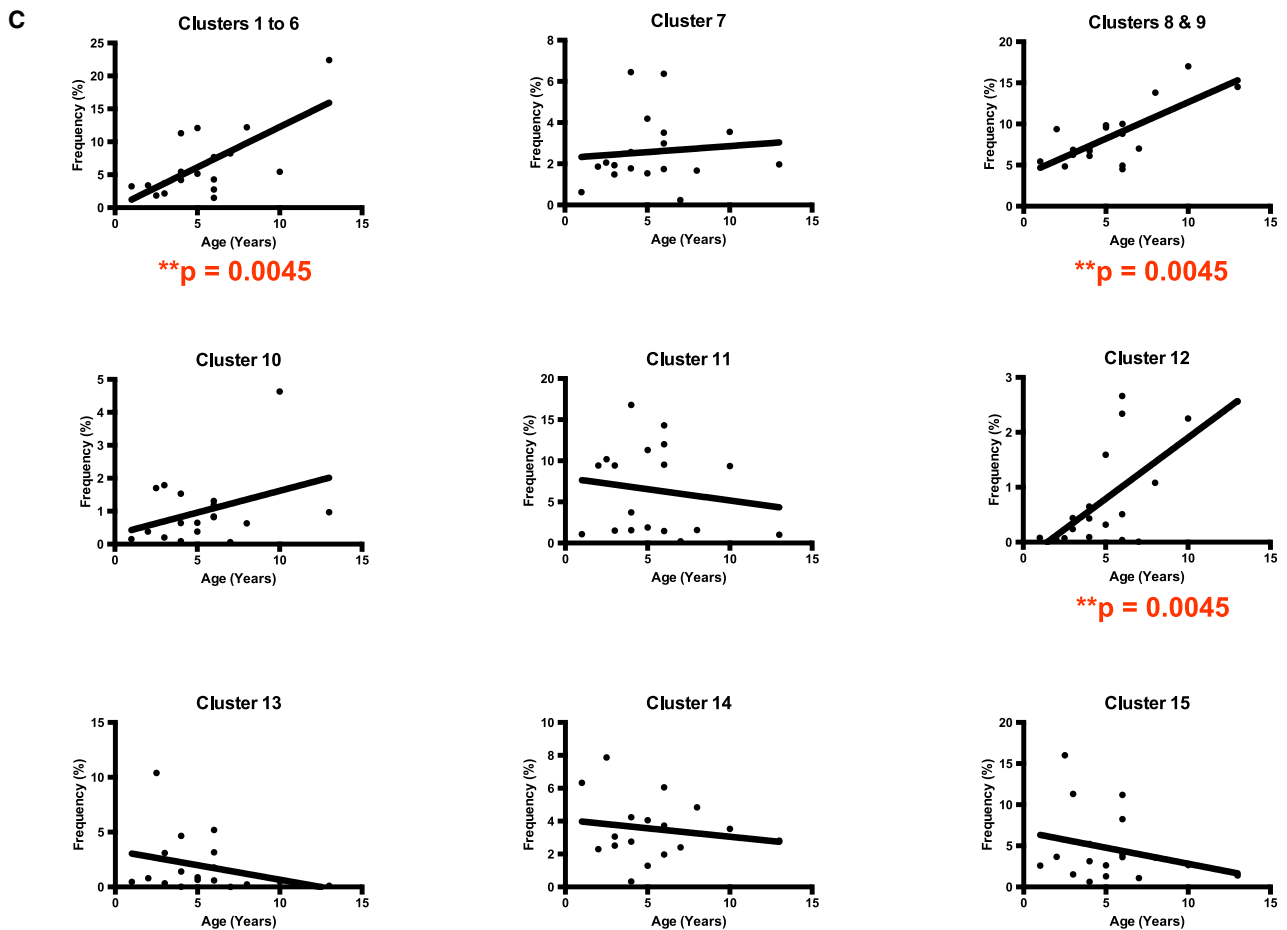 C
Clusters 1 to 6
Frequency (%)
25
20
15
10
5
0
0 5 10 15
Age (Years)
**p = 0.0045
Cluster 7
Frequency (%)
8
6
4
2
0
0 5 10 15
Age (Years)
Clusters 8 & 9
Frequency (%)
20
15
10
5
0
0 5 10 15
Age (Years)
**p = 0.0045
Cluster 10
Frequency (%)
5
4
3
2
1
0
0 5 10 15
Age (Years)
Cluster 11
Frequency (%)
20
15
10
5
0
0 5 10 15
Age (Years)
Cluster 12
Frequency (%)
3
2
1
0
0 5 10 15
Age (Years)
**p = 0.0045
Cluster 13
Frequency (%)
15
10
5
0
0 5 10 15
Age (Years)
Cluster 14
Frequency (%)
10
8
6
4
2
0
0 5 10 15
Age (Years)
Cluster 15
Frequency (%)
20
15
10
5
0
0 5 10 15
Age (Years)